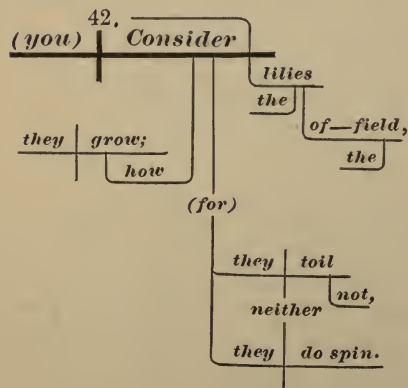 42.
(you) Consider
lilies
the
of—field,
the
they grow;
how
(for)
they toil
not,
neither
they do spin.